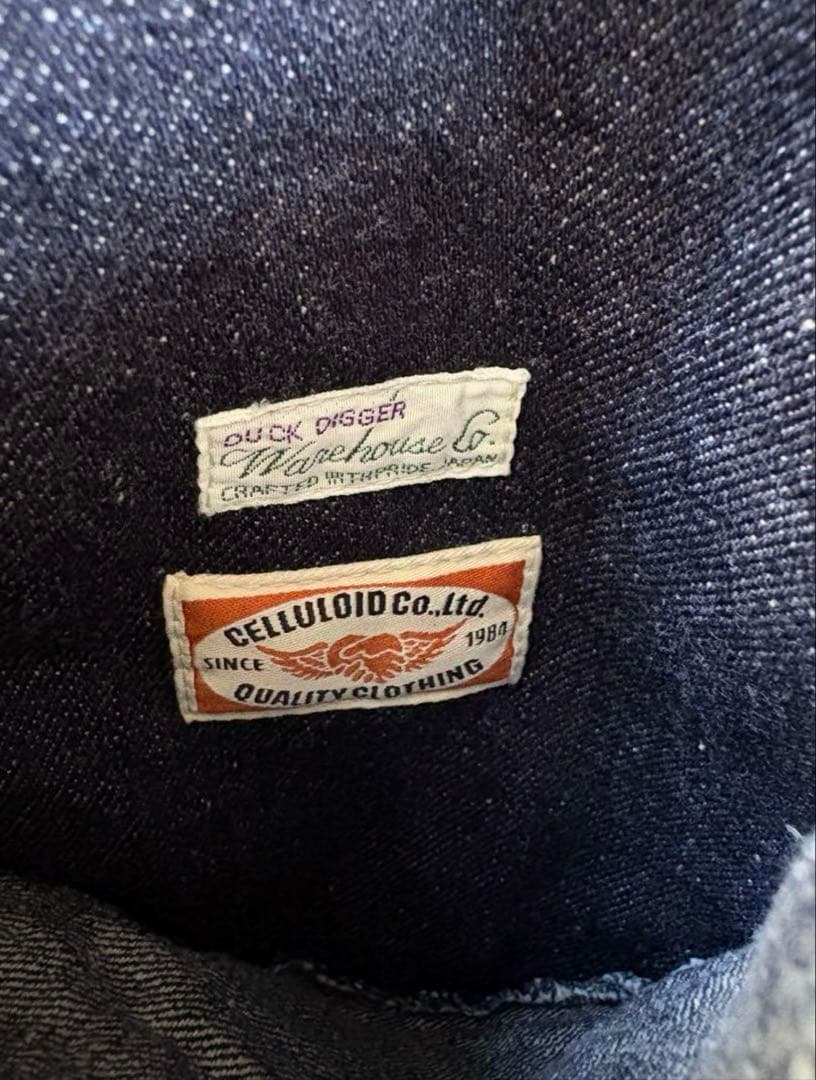 DUCK DIGGER
Warehouse Co.
CRAFTED WITH PRIDE JAPAN
CELLULOID Co.,Ltd.
SINCE 1984
QUALITY CLOTHING